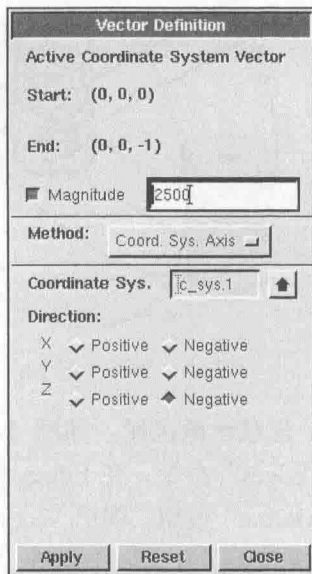 Vector Definition
Active Coordinate System Vector
Start: (0, 0, 0)
End: (0, 0, -1)
Magnitude 2500
Method: Coord. Sys. Axis
Coordinate Sys. c_sys.1
Direction:
X Positive Negative
Y Positive Negative
Z Positive Negative
Apply Reset Close